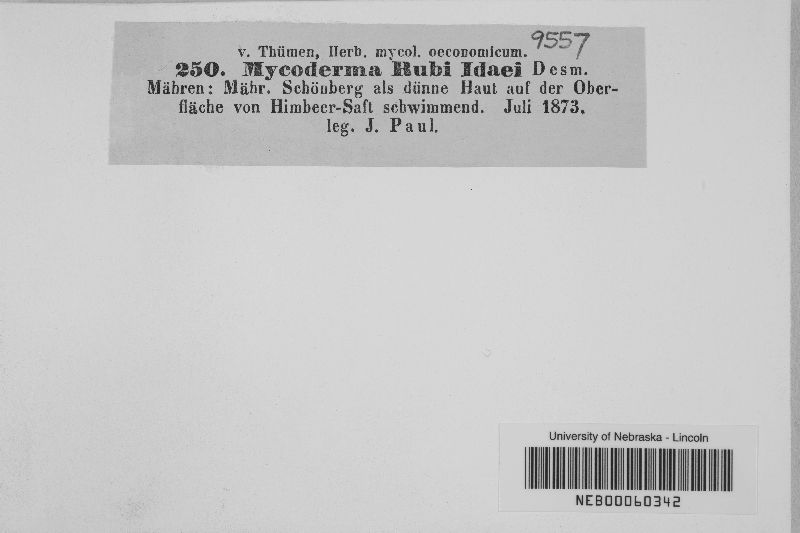 v. Thümen, Herb. mycol. oeconomicum. 9557
250. Mycoderma Rubi Idaei Desm.
Mähren: Mähr. Schönberg als dünne Haut auf der Ober-
fläche von Himbeer-Saft schwimmend. Juli 1873.
leg. J. Paul.
University of Nebraska - Lincoln
NEB00060342